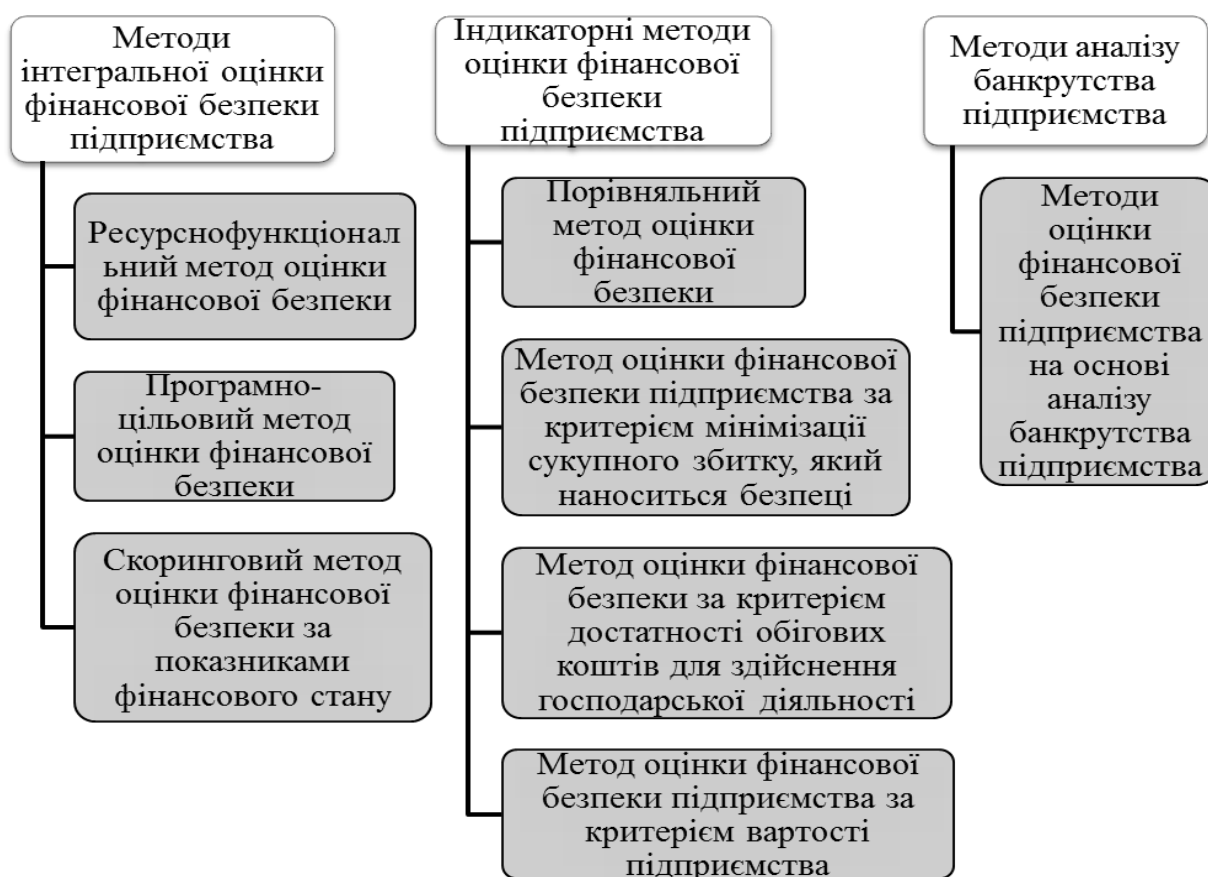 Методи
інтегральної оцінки
фінансової безпеки
підприємства
Ресурснофункціонал
ьний метод оцінки
фінансової безпеки
Програмно-
цільовий метод
оцінки фінансової
безпеки
Скоринговий метод
оцінки фінансової
безпеки за
показниками
фінансового стану
Індикаторні методи
оцінки фінансової
безпеки
підприємства
Порівняльний
метод оцінки
фінансової
безпеки
Метод оцінки фінансової
безпеки підприємства за
критерієм мінімізації
сукупного збитку, який
наноситься безпеці
Метод оцінки фінансової
безпеки за критерієм
достатності обігових
коштів для здійснення
господарської діяльності
Метод оцінки фінансової
безпеки підприємства за
критерієм вартості
підприємства
Методи аналізу
банкрутства
підприємства
Методи
оцінки
фінансової
безпеки
підприємства
на основі
аналізу
банкрутства
підприємства